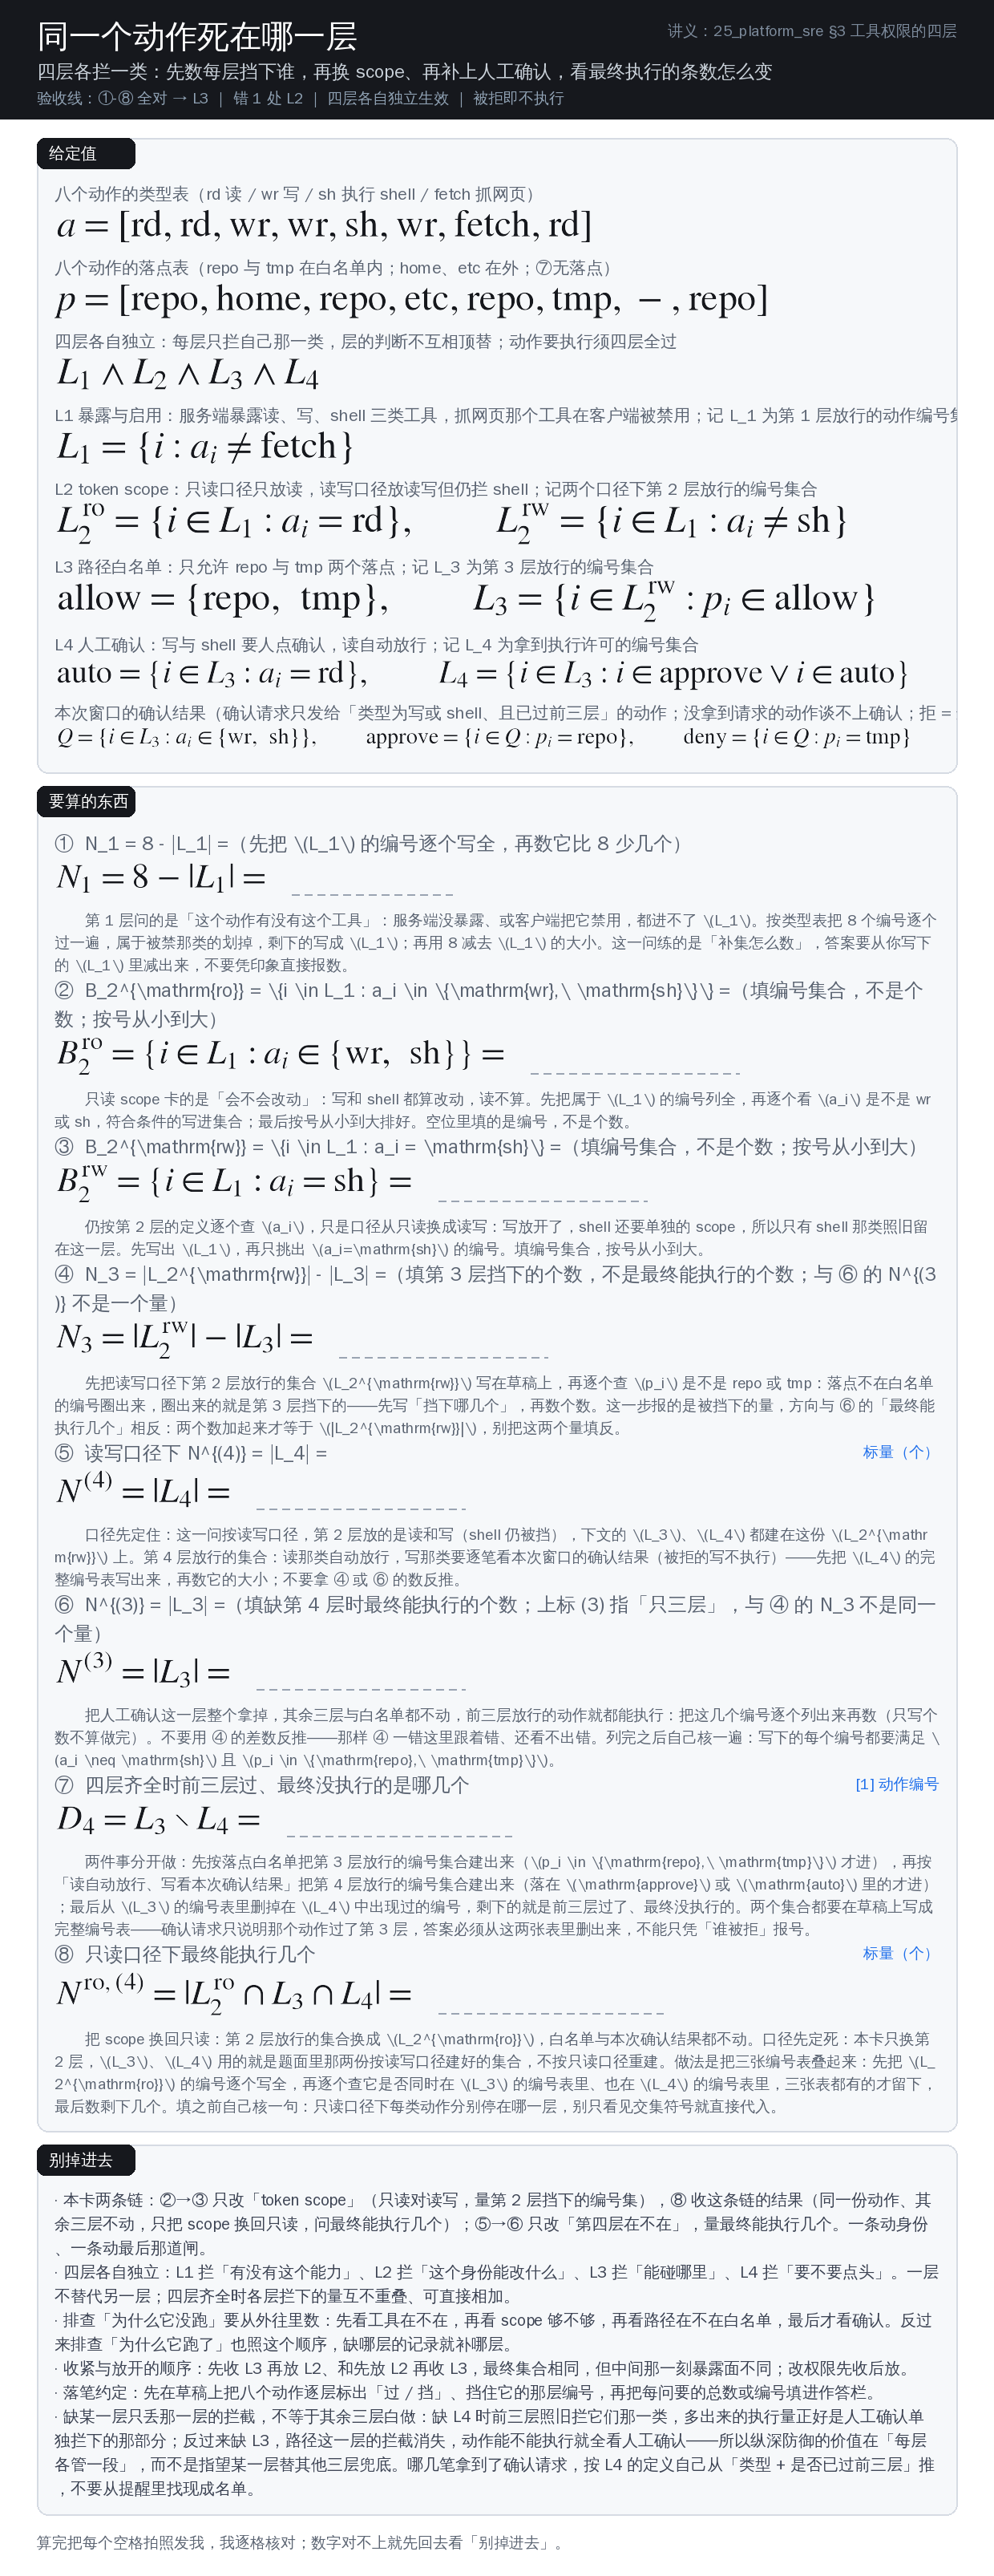 同一个动作死在哪一层
讲义：25_platform_sre §3 工具权限的四层
四层各拦一类：先数每层挡下谁，再换 scope、再补上人工确认，看最终执行的条数怎么变
验收线：①-⑧ 全对 → L3 ｜ 错 1 处 L2 ｜ 四层各自独立生效 ｜ 被拒即不执行
给定值
八个动作的类型表（rd 读 / wr 写 / sh 执行 shell / fetch 抓网页）
a = [rd, rd, wr, wr, sh, wr, fetch, rd]
八个动作的落点表（repo 与 tmp 在白名单内；home、etc 在外；⑦无落点）
p = [repo, home, repo, etc, repo, tmp, −, repo]
四层各自独立：每层只拦自己那一类，层的判断不互相顶替；动作要执行须四层全过
L₁ ∧ L₂ ∧ L₃ ∧ L₄
L1 暴露与启用：服务端暴露读、写、shell 三类工具，抓网页那个工具在客户端被禁用；记 L_1 为第 1 层放行的动作编号集
L₁ = {i : aᵢ ≠ fetch}
L2 token scope：只读口径只放读，读写口径放读写但仍拦 shell；记两个口径下第 2 层放行的编号集合
L₂^ro = {i ∈ L₁ : aᵢ = rd}, L₂^rw = {i ∈ L₁ : aᵢ ≠ sh}
L3 路径白名单：只允许 repo 与 tmp 两个落点；记 L_3 为第 3 层放行的编号集合
allow = {repo, tmp}, L₃ = {i ∈ L₂^rw : pᵢ ∈ allow}
L4 人工确认：写与 shell 要人点确认，读自动放行；记 L_4 为拿到执行许可的编号集合
auto = {i ∈ L₃ : aᵢ = rd}, L₄ = {i ∈ L₃ : i ∈ approve ∨ i ∈ auto}
本次窗口的确认结果（确认请求只发给「类型为写或 shell、且已过前三层」的动作；没拿到请求的动作谈不上确认；拒 =
Q = {i ∈ L₃ : aᵢ ∈ {wr, sh}}, approve = {i ∈ Q : pᵢ = repo}, deny = {i ∈ Q : pᵢ = tmp}
要算的东西
① N_1 = 8 - |L_1| =（先把 \(L_1\) 的编号逐个写全，再数它比 8 少几个）
N₁ = 8 − |L₁| =
第 1 层问的是「这个动作有没有这个工具」：服务端没暴露、或客户端把它禁用，都进不了 \(L_1\)。按类型表把 8 个编号逐个
过一遍，属于被禁那类的划掉，剩下的写成 \(L_1\)；再用 8 减去 \(L_1\) 的大小。这一问练的是「补集怎么数」，答案要从你写下
的 \(L_1\) 里减出来，不要凭印象直接报数。
② B_2^{\mathrm{ro}} = \{i \in L_1 : a_i \in \{\mathrm{wr},\ \mathrm{sh}\}\} =（填编号集合，不是个
数；按号从小到大）
B₂^ro = {i ∈ L₁ : aᵢ ∈ {wr, sh}} =
只读 scope 卡的是「会不会改动」：写和 shell 都算改动，读不算。先把属于 \(L_1\) 的编号列全，再逐个看 \(a_i\) 是不是 wr
或 sh，符合条件的写进集合；最后按号从小到大排好。空位里填的是编号，不是个数。
③ B_2^{\mathrm{rw}} = \{i \in L_1 : a_i = \mathrm{sh}\} =（填编号集合，不是个数；按号从小到大）
B₂^rw = {i ∈ L₁ : aᵢ = sh} =
仍按第 2 层的定义逐个查 \(a_i\)，只是口径从只读换成读写：写放开了，shell 还要单独的 scope，所以只有 shell 那类照旧留
在这一层。先写出 \(L_1\)，再只挑出 \(a_i=\mathrm{sh}\) 的编号。填编号集合，按号从小到大。
④ N_3 = |L_2^{\mathrm{rw}}| - |L_3| =（填第 3 层挡下的个数，不是最终能执行的个数；与 ⑥ 的 N^{(3
)} 不是一个量）
N₃ = |L₂^rw| − |L₃| =
先把读写口径下第 2 层放行的集合 \(L_2^{\mathrm{rw}}\) 写在草稿上，再逐个查 \(p_i\) 是不是 repo 或 tmp：落点不在白名单
的编号圈出来，圈出来的就是第 3 层挡下的——先写「挡下哪几个」，再数个数。这一步报的是被挡下的量，方向与 ⑥ 的「最终能
执行几个」相反：两个数加起来才等于 \(|L_2^{\mathrm{rw}}|\)，别把这两个量填反。
⑤ 读写口径下 N^{(4)} = |L_4| =
标量（个）
N⁽⁴⁾ = |L₄| =
口径先定住：这一问按读写口径，第 2 层放的是读和写（shell 仍被挡），下文的 \(L_3\)、\(L_4\) 都建在这份 \(L_2^{\mathr
m{rw}}\) 上。第 4 层放行的集合：读那类自动放行，写那类要逐笔看本次窗口的确认结果（被拒的写不执行）——先把 \(L_4\) 的完
整编号表写出来，再数它的大小；不要拿 ④ 或 ⑥ 的数反推。
⑥ N^{(3)} = |L_3| =（填缺第 4 层时最终能执行的个数；上标 (3) 指「只三层」，与 ④ 的 N_3 不是同一
个量）
N⁽³⁾ = |L₃| =
把人工确认这一层整个拿掉，其余三层与白名单都不动，前三层放行的动作就都能执行：把这几个编号逐个列出来再数（只写个
数不算做完）。不要用 ④ 的差数反推——那样 ④ 一错这里跟着错、还看不出错。列完之后自己核一遍：写下的每个编号都要满足 \
(a_i \neq \mathrm{sh}\) 且 \(p_i \in \{\mathrm{repo},\ \mathrm{tmp}\}\)。
⑦ 四层齐全时前三层过、最终没执行的是哪几个
[1] 动作编号
D₄ = L₃ ∖ L₄ =
两件事分开做：先按落点白名单把第 3 层放行的编号集合建出来（\(p_i \in \{\mathrm{repo},\ \mathrm{tmp}\}\) 才进），再按
「读自动放行、写看本次确认结果」把第 4 层放行的编号集合建出来（落在 \(\mathrm{approve}\) 或 \(\mathrm{auto}\) 里的才进）
；最后从 \(L_3\) 的编号表里删掉在 \(L_4\) 中出现过的编号，剩下的就是前三层过了、最终没执行的。两个集合都要在草稿上写成
完整编号表——确认请求只说明那个动作过了第 3 层，答案必须从这两张表里删出来，不能只凭「谁被拒」报号。
⑧ 只读口径下最终能执行几个
标量（个）
N^ro, (4) = |L₂^ro ∩ L₃ ∩ L₄| =
把 scope 换回只读：第 2 层放行的集合换成 \(L_2^{\mathrm{ro}}\)，白名单与本次确认结果都不动。口径先定死：本卡只换第
2 层，\(L_3\)、\(L_4\) 用的就是题面里那两份按读写口径建好的集合，不按只读口径重建。做法是把三张编号表叠起来：先把 \(L_
2^{\mathrm{ro}}\) 的编号逐个写全，再逐个查它是否同时在 \(L_3\) 的编号表里、也在 \(L_4\) 的编号表里，三张表都有的才留下，
最后数剩下几个。填之前自己核一句：只读口径下每类动作分别停在哪一层，别只看见交集符号就直接代入。
别掉进去
· 本卡两条链：②→③ 只改「token scope」（只读对读写，量第 2 层挡下的编号集），⑧ 收这条链的结果（同一份动作、其
余三层不动，只把 scope 换回只读，问最终能执行几个）；⑤→⑥ 只改「第四层在不在」，量最终能执行几个。一条动身份
、一条动最后那道闸。
· 四层各自独立：L1 拦「有没有这个能力」、L2 拦「这个身份能改什么」、L3 拦「能碰哪里」、L4 拦「要不要点头」。一层
不替代另一层；四层齐全时各层拦下的量互不重叠、可直接相加。
· 排查「为什么它没跑」要从外往里数：先看工具在不在，再看 scope 够不够，再看路径在不在白名单，最后才看确认。反过
来排查「为什么它跑了」也照这个顺序，缺哪层的记录就补哪层。
· 收紧与放开的顺序：先收 L3 再放 L2、和先放 L2 再收 L3，最终集合相同，但中间那一刻暴露面不同；改权限先收后放。
· 落笔约定：先在草稿上把八个动作逐层标出「过 / 挡」、挡住它的那层编号，再把每问要的总数或编号填进作答栏。
· 缺某一层只丢那一层的拦截，不等于其余三层白做：缺 L4 时前三层照旧拦它们那一类，多出来的执行量正好是人工确认单
独拦下的那部分；反过来缺 L3，路径这一层的拦截消失，动作能不能执行就全看人工确认——所以纵深防御的价值在「每层
各管一段」，而不是指望某一层替其他三层兜底。哪几笔拿到了确认请求，按 L4 的定义自己从「类型 + 是否已过前三层」推
，不要从提醒里找现成名单。
算完把每个空格拍照发我，我逐格核对；数字对不上就先回去看「别掉进去」。